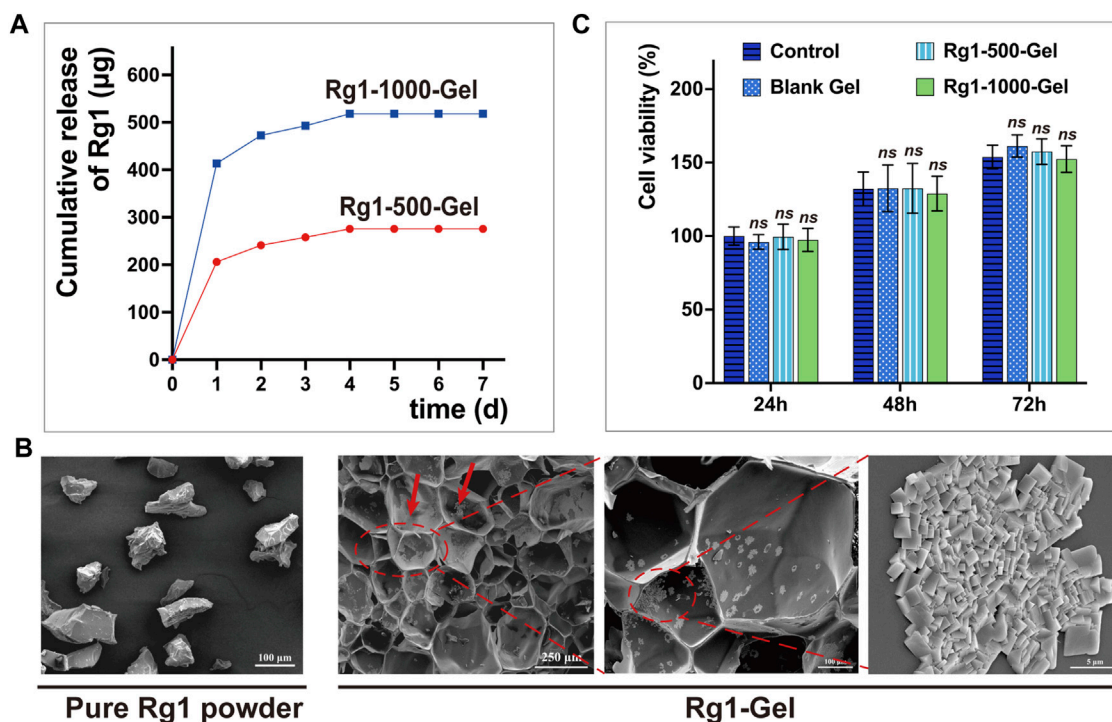 A
Cumulative release
of Rg1 (μg)
600
500
400
300
200
100
0
Rg1-1000-Gel
Rg1-500-Gel
0 1 2 3 4 5 6 7
time (d)
C
Control
Rg1-500-Gel
Blank Gel
Rg1-1000-Gel
Cell viability (%)
200
150
100
50
0
ns ns ns
ns ns ns
ns ns ns
24h 48h 72h
B
100 μm
250 μm
100 μm
5 μm
Pure Rg1 powder
Rg1-Gel